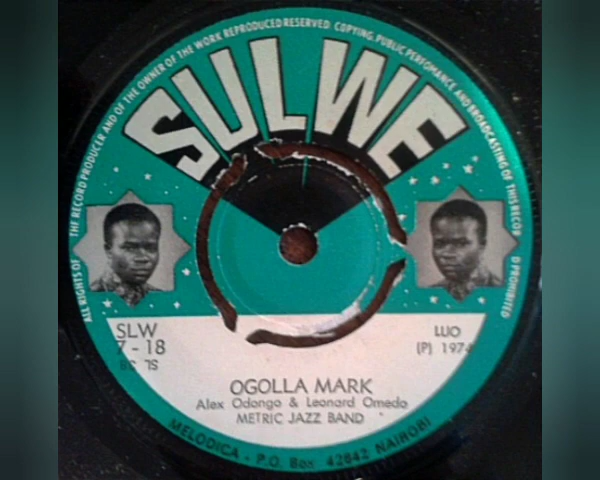 ALL RIGHTS OF THE RECORD PRODUCER AND OF THE OWNER OF THE WORK REPRODUCED RESERVED. COPYING, PUBLIC PERFOMANCE AND BROADCASTING OF THIS RECORD PROHIBITED
SULWE
SLW
7-18
LUO
(P) 1974
OGOLLA MARK
Alex Odongo & Leonard Omedo
METRIC JAZZ BAND
MELODICA - P.O. Box 42842 NAIROBI